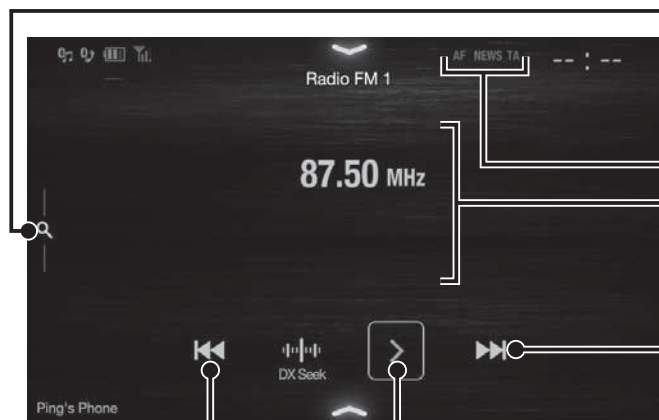 AF NEWS TA
-- : --
Radio FM 1
87.50 MHz
DX Seek
Ping's Phone